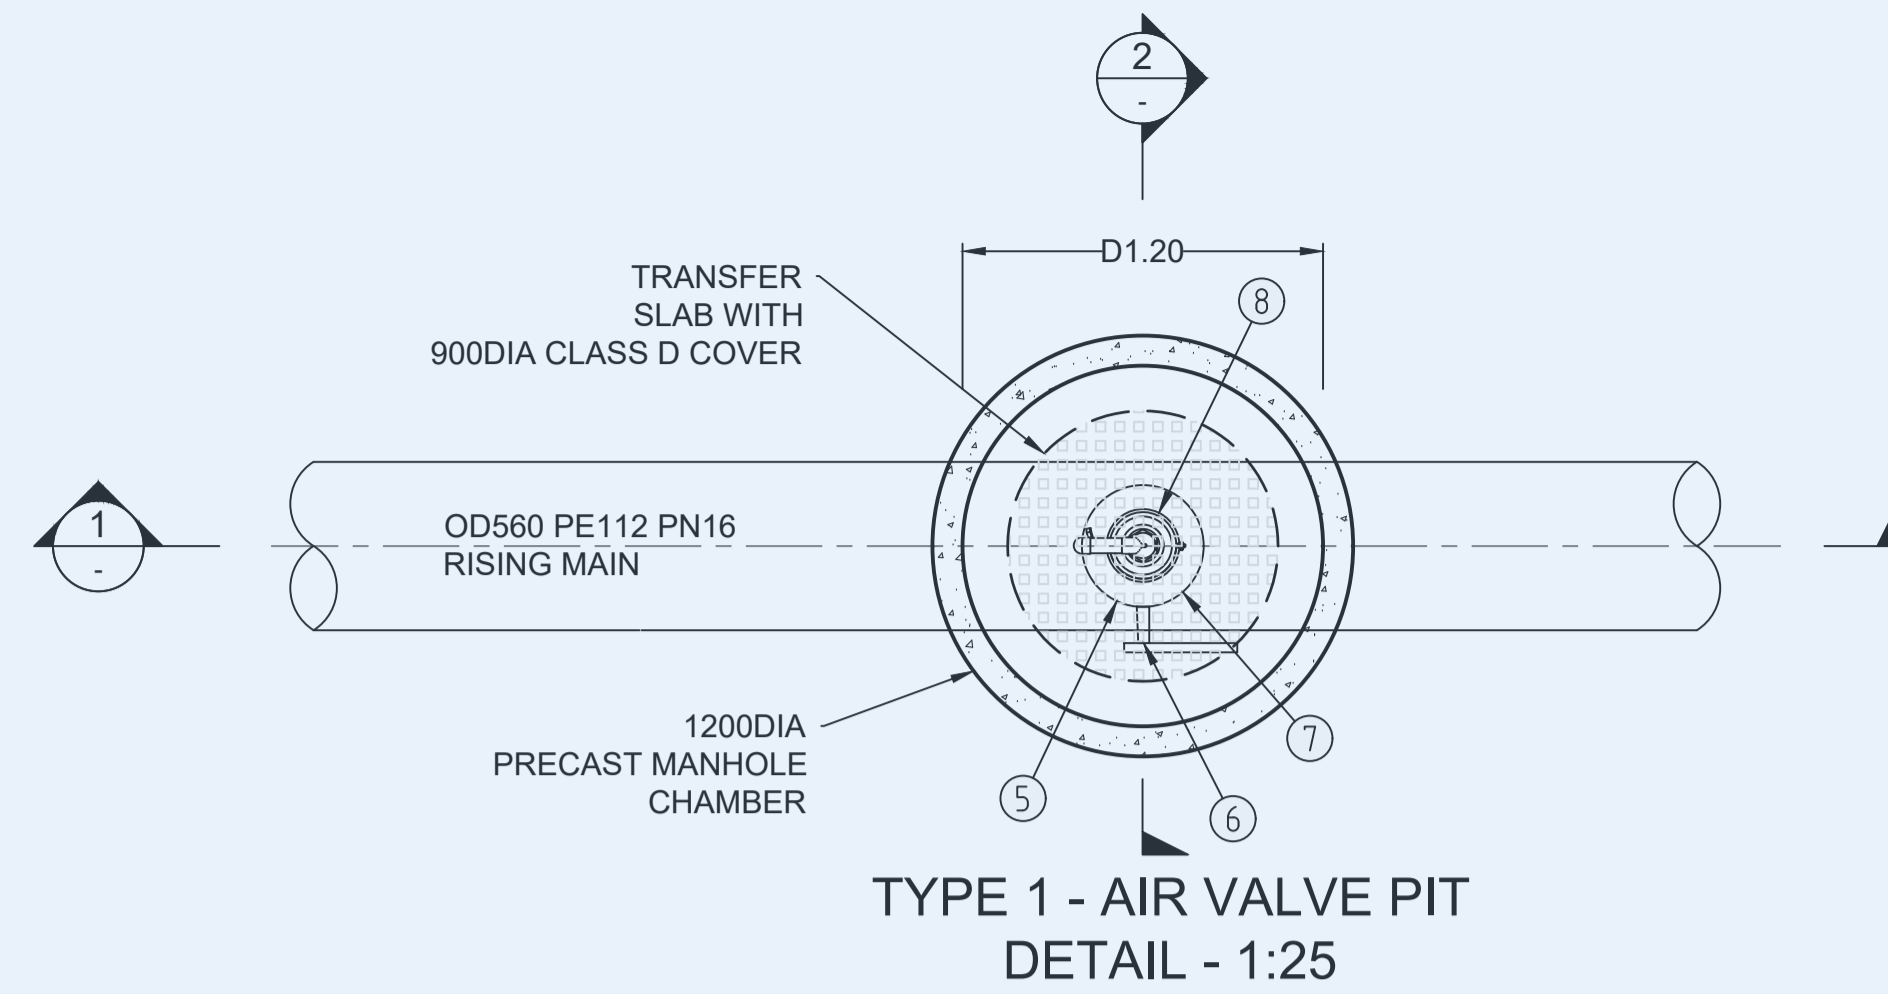 2
-
D1.20
TRANSFER
SLAB WITH
900DIA CLASS D COVER
8
1
-
OD560 PE112 PN16
RISING MAIN
1200DIA
PRECAST MANHOLE
CHAMBER
7
5
6
TYPE 1 - AIR VALVE PIT
DETAIL - 1:25